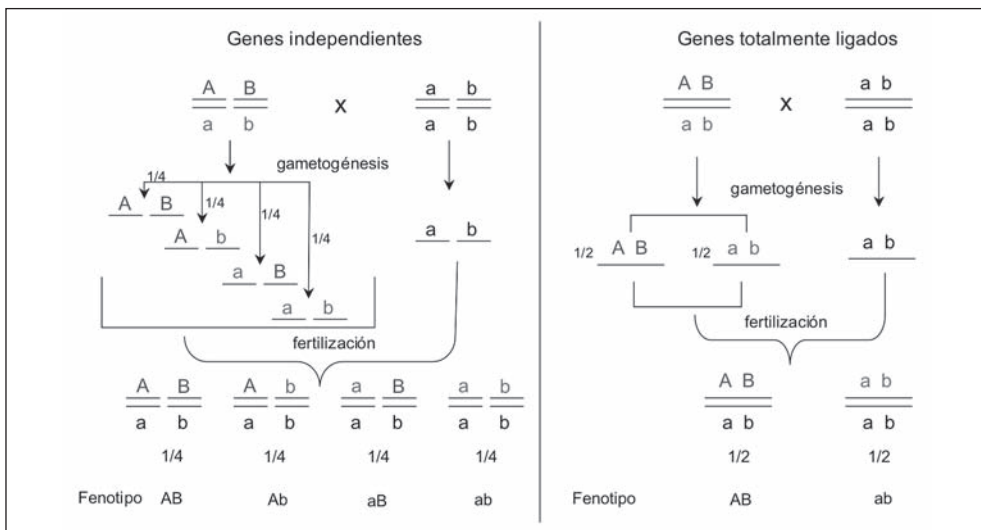 Genes independientes
A B
a b
x
a b
a b
gametogénesis
1/4
1/4
1/4
1/4
A B
A b
a B
a b
a b
fertilización
A B
a b
A b
a b
a B
a b
a b
a b
1/4 1/4 1/4 1/4
Fenotipo AB Ab aB ab
Genes totalmente ligados
A B
a b
x
a b
a b
gametogénesis
1/2 A B
1/2 a b
a b
fertilización
A B
a b
a b
a b
1/2 1/2
Fenotipo AB ab